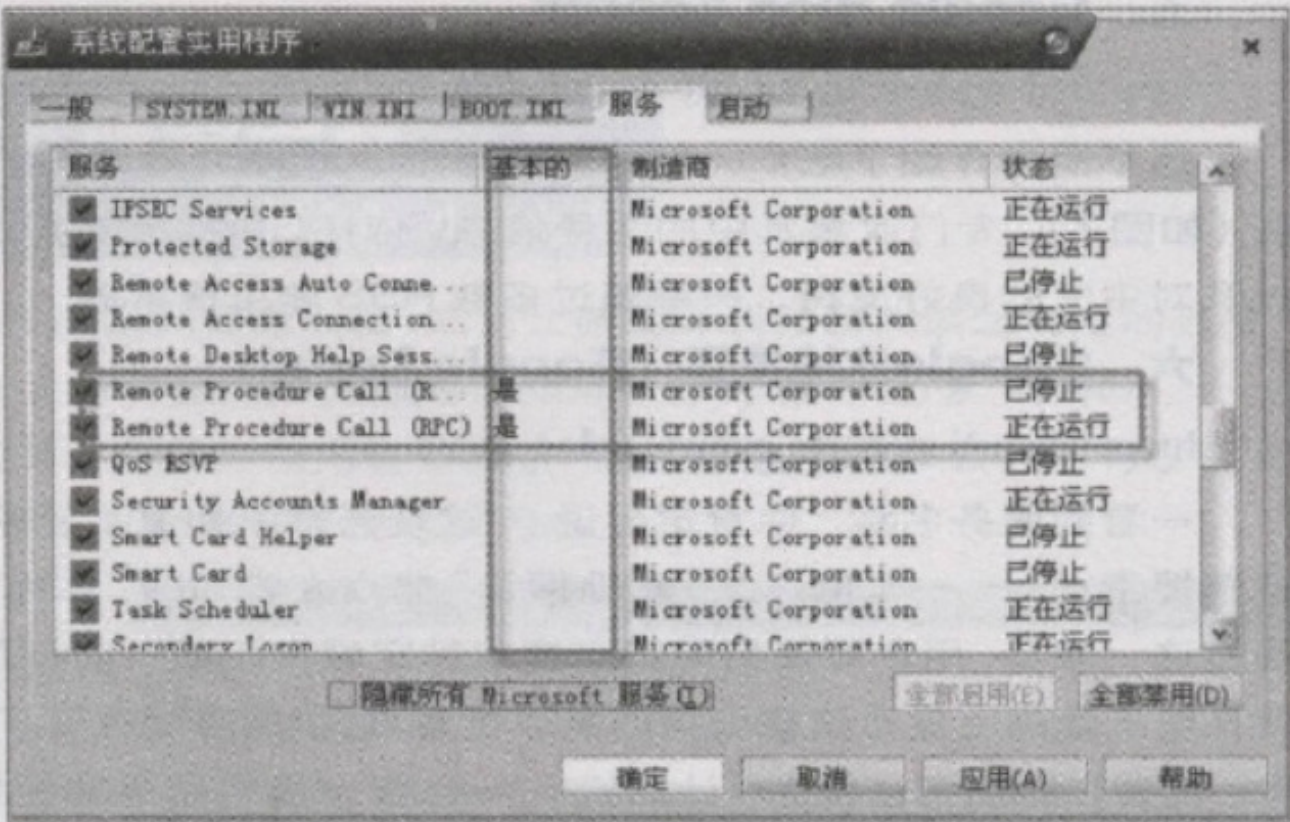 系统配置实用程序
一般 SYSTEM.INI WIN.INI BOOT.INI 服务 启动
服务 基本的 制造商 状态
IPSEC Services Microsoft Corporation 正在运行
Protected Storage Microsoft Corporation 正在运行
Remote Access Auto Conne... Microsoft Corporation 已停止
Remote Access Connection... Microsoft Corporation 正在运行
Remote Desktop Help Sess... Microsoft Corporation 已停止
Remote Procedure Call (R... 是 Microsoft Corporation 已停止
Remote Procedure Call (RPC) 是 Microsoft Corporation 正在运行
QoS RSVP Microsoft Corporation 已停止
Security Accounts Manager Microsoft Corporation 正在运行
Smart Card Helper Microsoft Corporation 已停止
Smart Card Microsoft Corporation 已停止
Task Scheduler Microsoft Corporation 正在运行
Secondary Logon Microsoft Corporation 正在运行
隐藏所有 Microsoft 服务(I) 全部启用(E) 全部禁用(D)
确定 取消 应用(A) 帮助